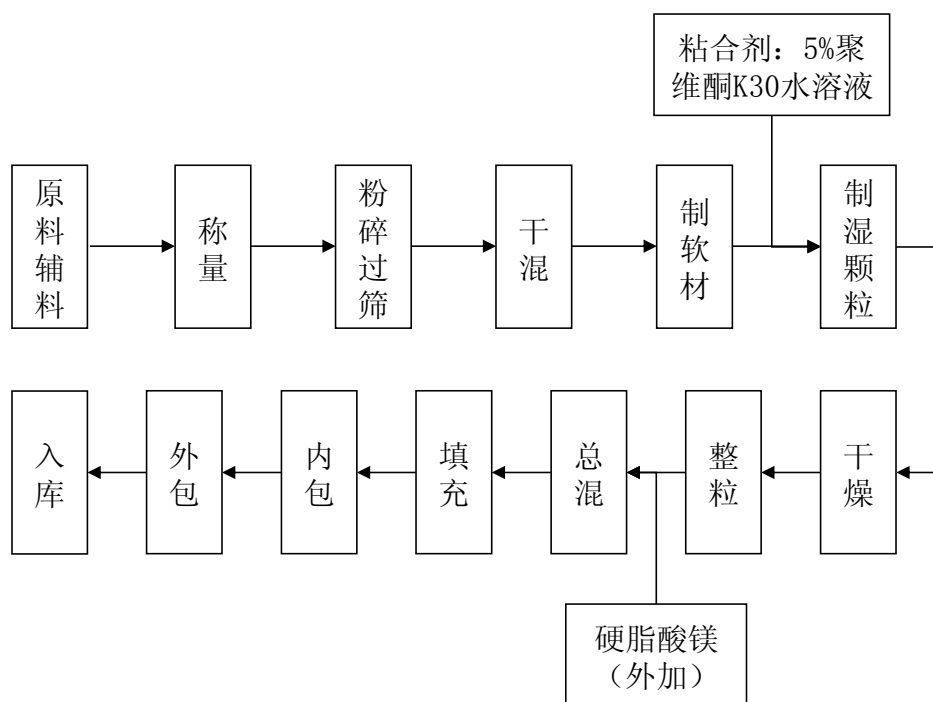 粘合剂：5%聚
维酮K30水溶液
原料辅料
称量
粉碎过筛
干混
制软材
制湿颗粒
入库
外包
内包
填充
总混
整粒
干燥
硬脂酸镁
（外加）